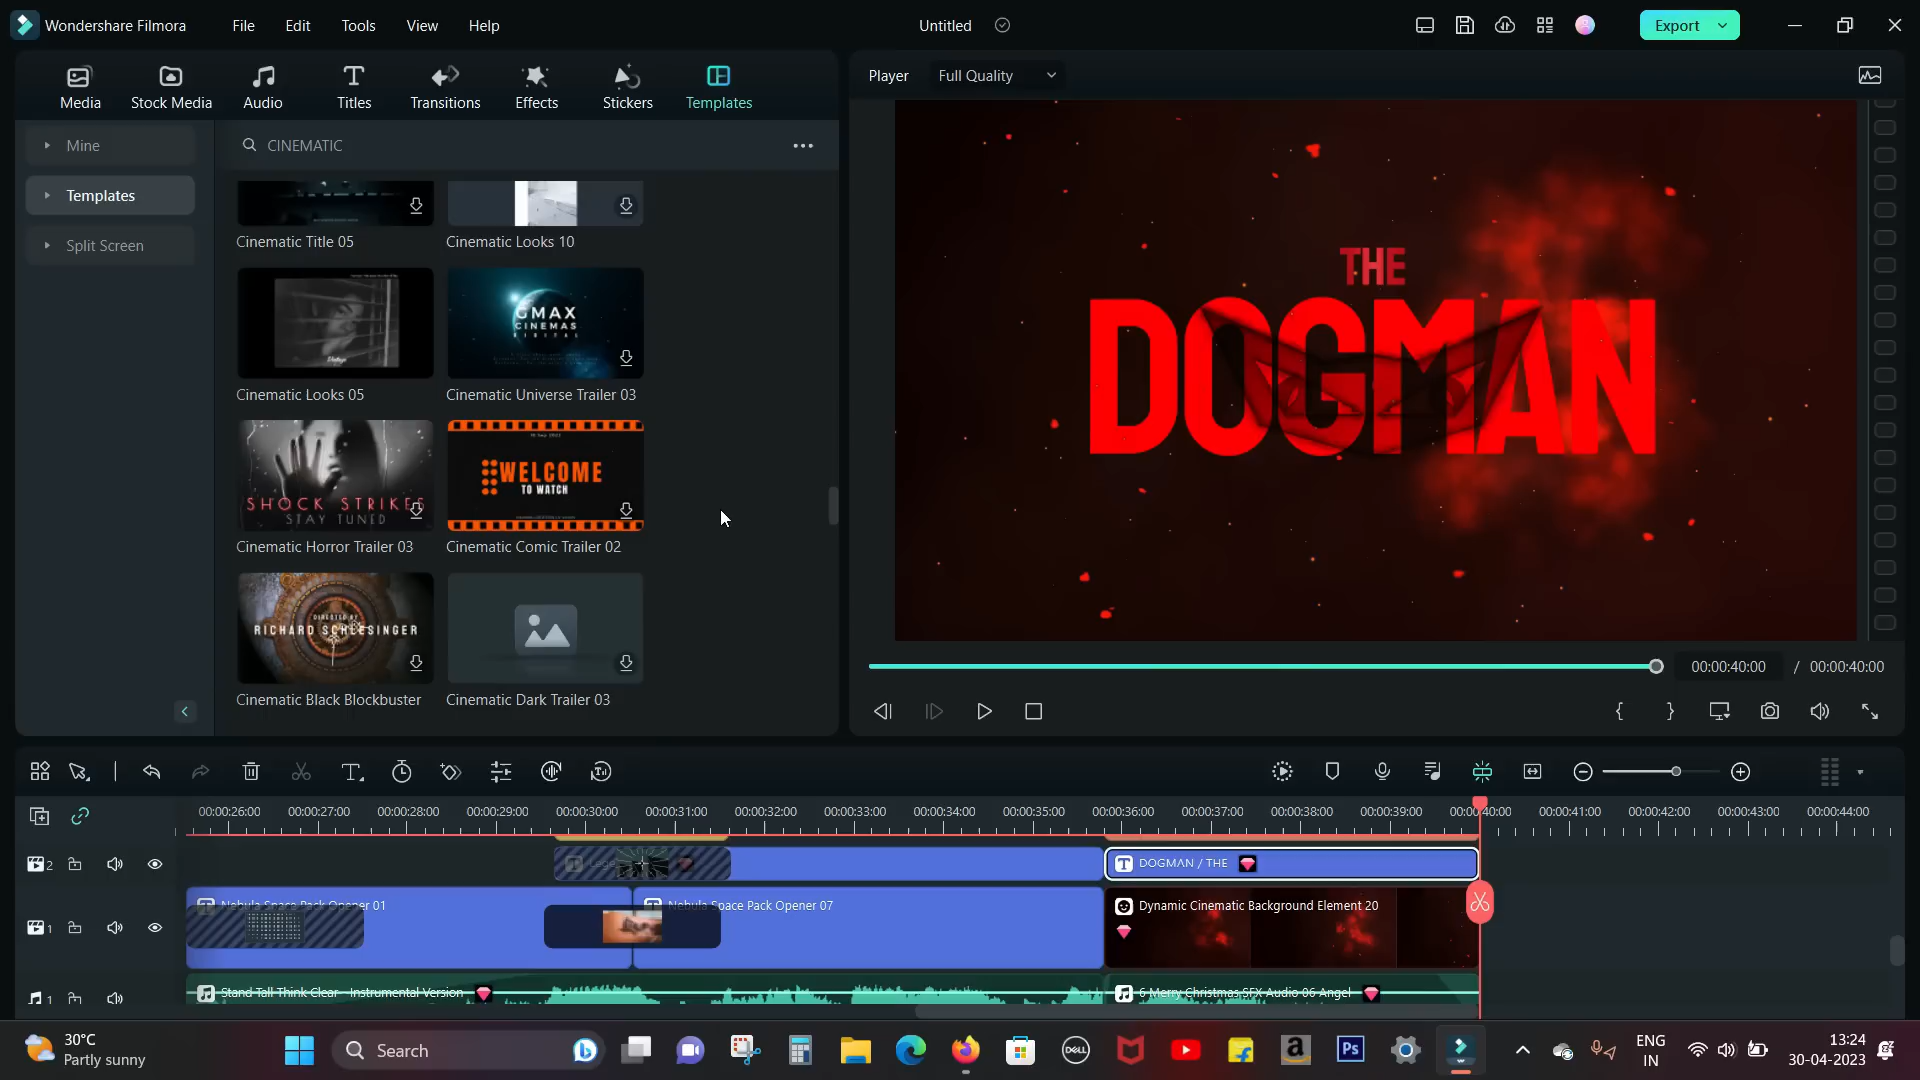 Wondershare Filmora
File
Edit
Tools
View
Help
Untitled
Export
Media
Stock Media
Audio
Titles
Transitions
Effects
Stickers
Templates
Player
Full Quality
Mine
Templates
Split Screen
CINEMATIC
Cinematic Title 05
Cinematic Looks 10
GMAX
CINEMAS
DIGITAL
Cinematic Looks 05
Cinematic Universe Trailer 03
SHOCK STRIKES
STAY TUNED
WELCOME
TO WATCH
Cinematic Horror Trailer 03
Cinematic Comic Trailer 02
DIRECTED BY
RICHARD SCHLESINGER
Cinematic Black Blockbuster
Cinematic Dark Trailer 03
THE
DOGMAN
00:00:40:00 / 00:00:40:00
00:00:26:00 00:00:27:00 00:00:28:00 00:00:29:00 00:00:30:00 00:00:31:00 00:00:32:00 00:00:33:00 00:00:34:00 00:00:35:00 00:00:36:00 00:00:37:00 00:00:38:00 00:00:39:00 00:00:40:00 00:00:41:00 00:00:42:00 00:00:43:00 00:00:44:00
2
DOGMAN / THE
1
Nebula Space Pack Opener 01
Nebula Space Pack Opener 07
Dynamic Cinematic Background Element 20
1
Stand Tall Think Clear - Instrumental Version
6 Merry Christmas SFX Audio 06 Angel
30°C
Partly sunny
Search
DELL
Ps
ENG
IN
13:24
30-04-2023